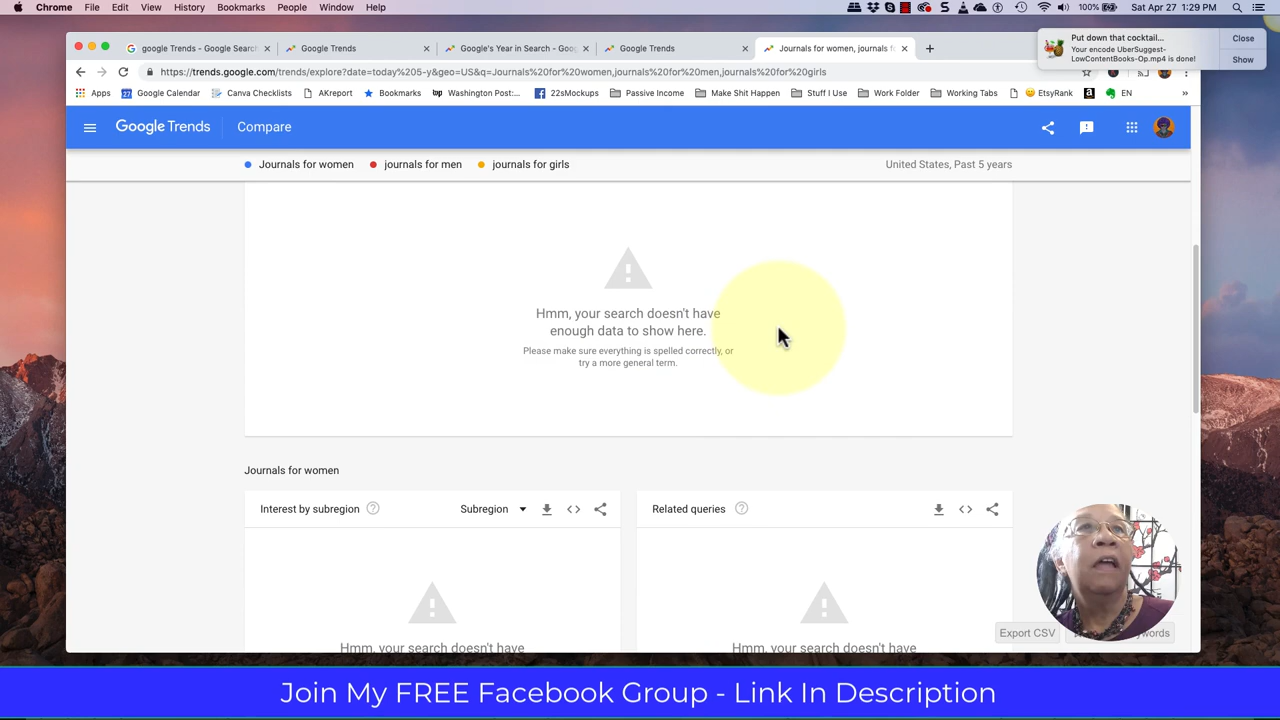 Chrome File Edit View History Bookmarks People Window Help
100% Sat Apr 27 1:29 PM
google Trends - Google Search
Google Trends
Google's Year in Search - Goog
Google Trends
Journals for women, journals f
Put down that cocktail...
Your encode UberSuggest-
LowContentBooks-Op.mp4 is done!
Close
Show
https://trends.google.com/trends/explore?date=today%205-y&geo=US&q=Journals%20for%20women,journals%20for%20men,journals%20for%20girls
Apps Google Calendar Canva Checklists AKreport Bookmarks Washington Post:... 22sMockups Passive Income Make Shit Happen Stuff I Use Work Folder Working Tabs EtsyRank EN »
Google Trends Compare
Journals for women journals for men journals for girls United States, Past 5 years
Hmm, your search doesn't have
enough data to show here.
Please make sure everything is spelled correctly, or
try a more general term.
Journals for women
Interest by subregion Subregion
Related queries
Hmm, your search doesn't have
Hmm, your search doesn't have
Export CSV
Join My FREE Facebook Group - Link In Description